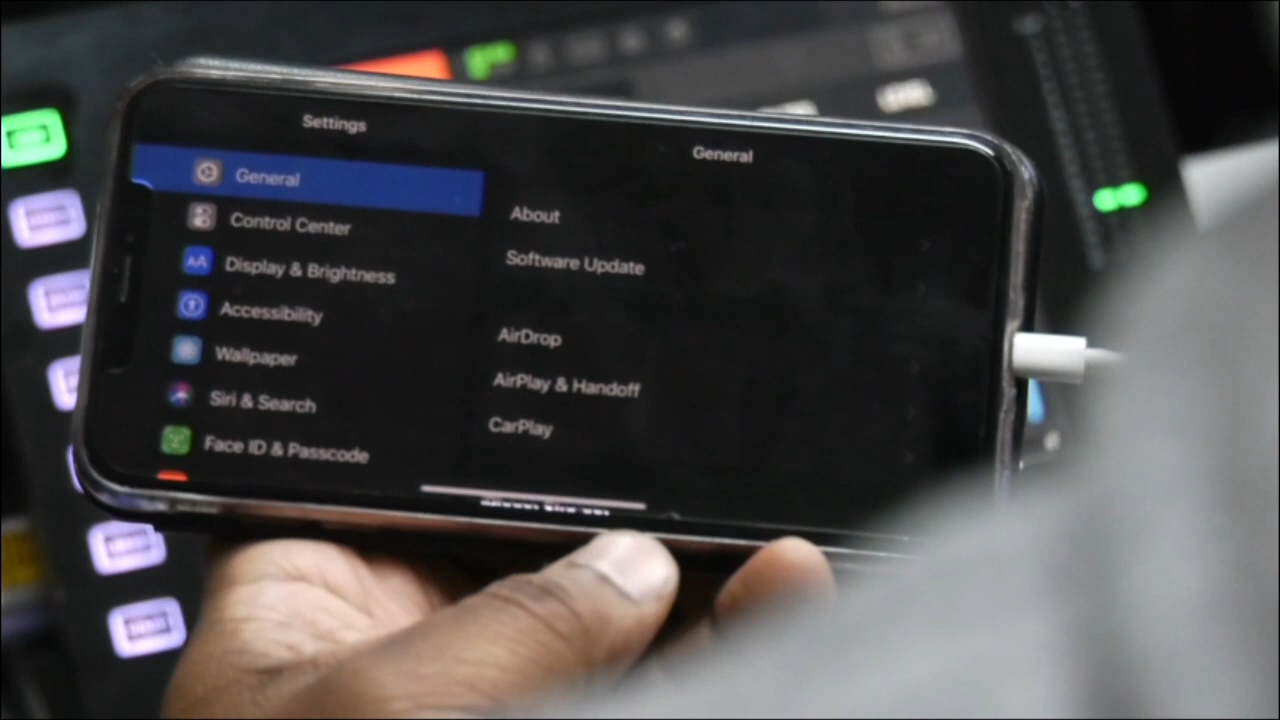 Settings
General
Control Center
Display & Brightness
Accessibility
Wallpaper
Siri & Search
Face ID & Passcode
General
About
Software Update
AirDrop
AirPlay & Handoff
CarPlay